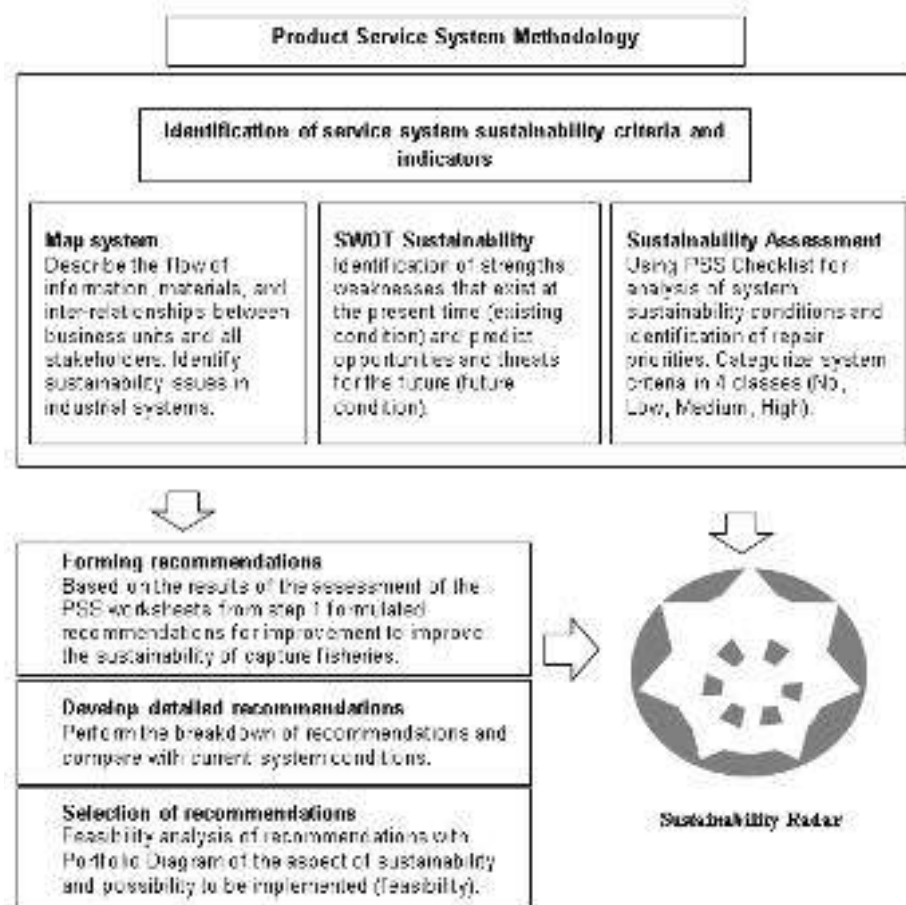 Product Service System Methodology
Identification of service system sustainability criteria and
indicators
Map system
Describe the flow of
information, materials, and
inter-relationships between
business units and all
stakeholders. Identify
sustainability issues in
industrial systems.
SWOT Sustainability
Identification of strengths,
weaknesses that exist at
the present time (existing
condition) and predict
opportunities and threats
for the future (future
condition).
Sustainability Assessment
Using PSS Checklist for
analysis of system
sustainability conditions and
identification of repair
priorities. Categorize system
criteria in 4 classes (No,
Low, Medium, High).
Forming recommendations
Based on the results of the assessment of the
PSS worksheets from step 1 formulated
recommendations for improvement to improve
the sustainability of capture fisheries.
Develop detailed recommendations
Perform the breakdown of recommendations and
compare with current system conditions.
Selection of recommendations
Feasibility analysis of recommendations with
Portfolio Diagram of the aspect of sustainability
and possibility to be implemented (feasibility).
Sustainability Radar